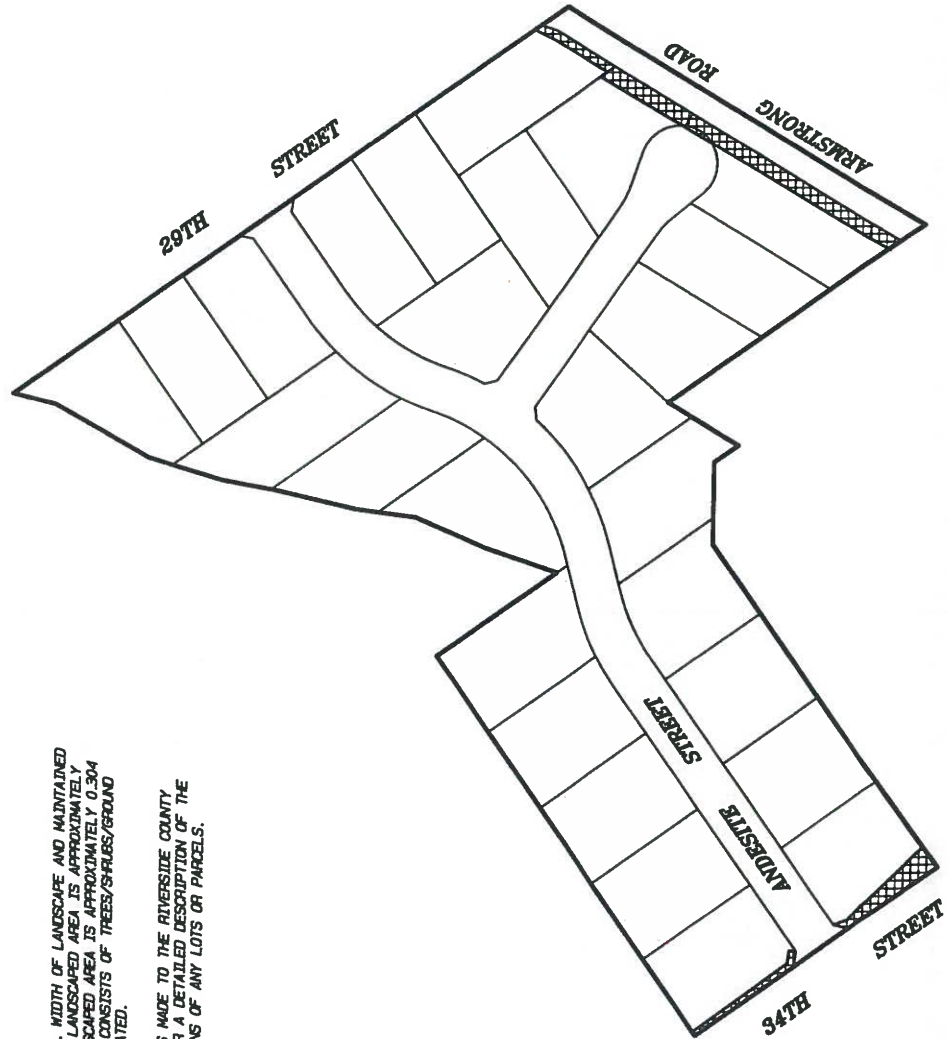 29TH STREET
ARMSTRONG ROAD
ANDESITE STREET
34TH STREET
. WIDTH OF LANDSCAPE AND MAINTAINED
LANDSCAPED AREA IS APPROXIMATELY
SCAPED AREA IS APPROXIMATELY 0.304
CONSISTS OF TREES/SHRUBS/GROUND
ATED.
S MADE TO THE RIVERSIDE COUNTY
R A DETAILED DESCRIPTION OF THE
NS OF ANY LOTS OR PARCELS.